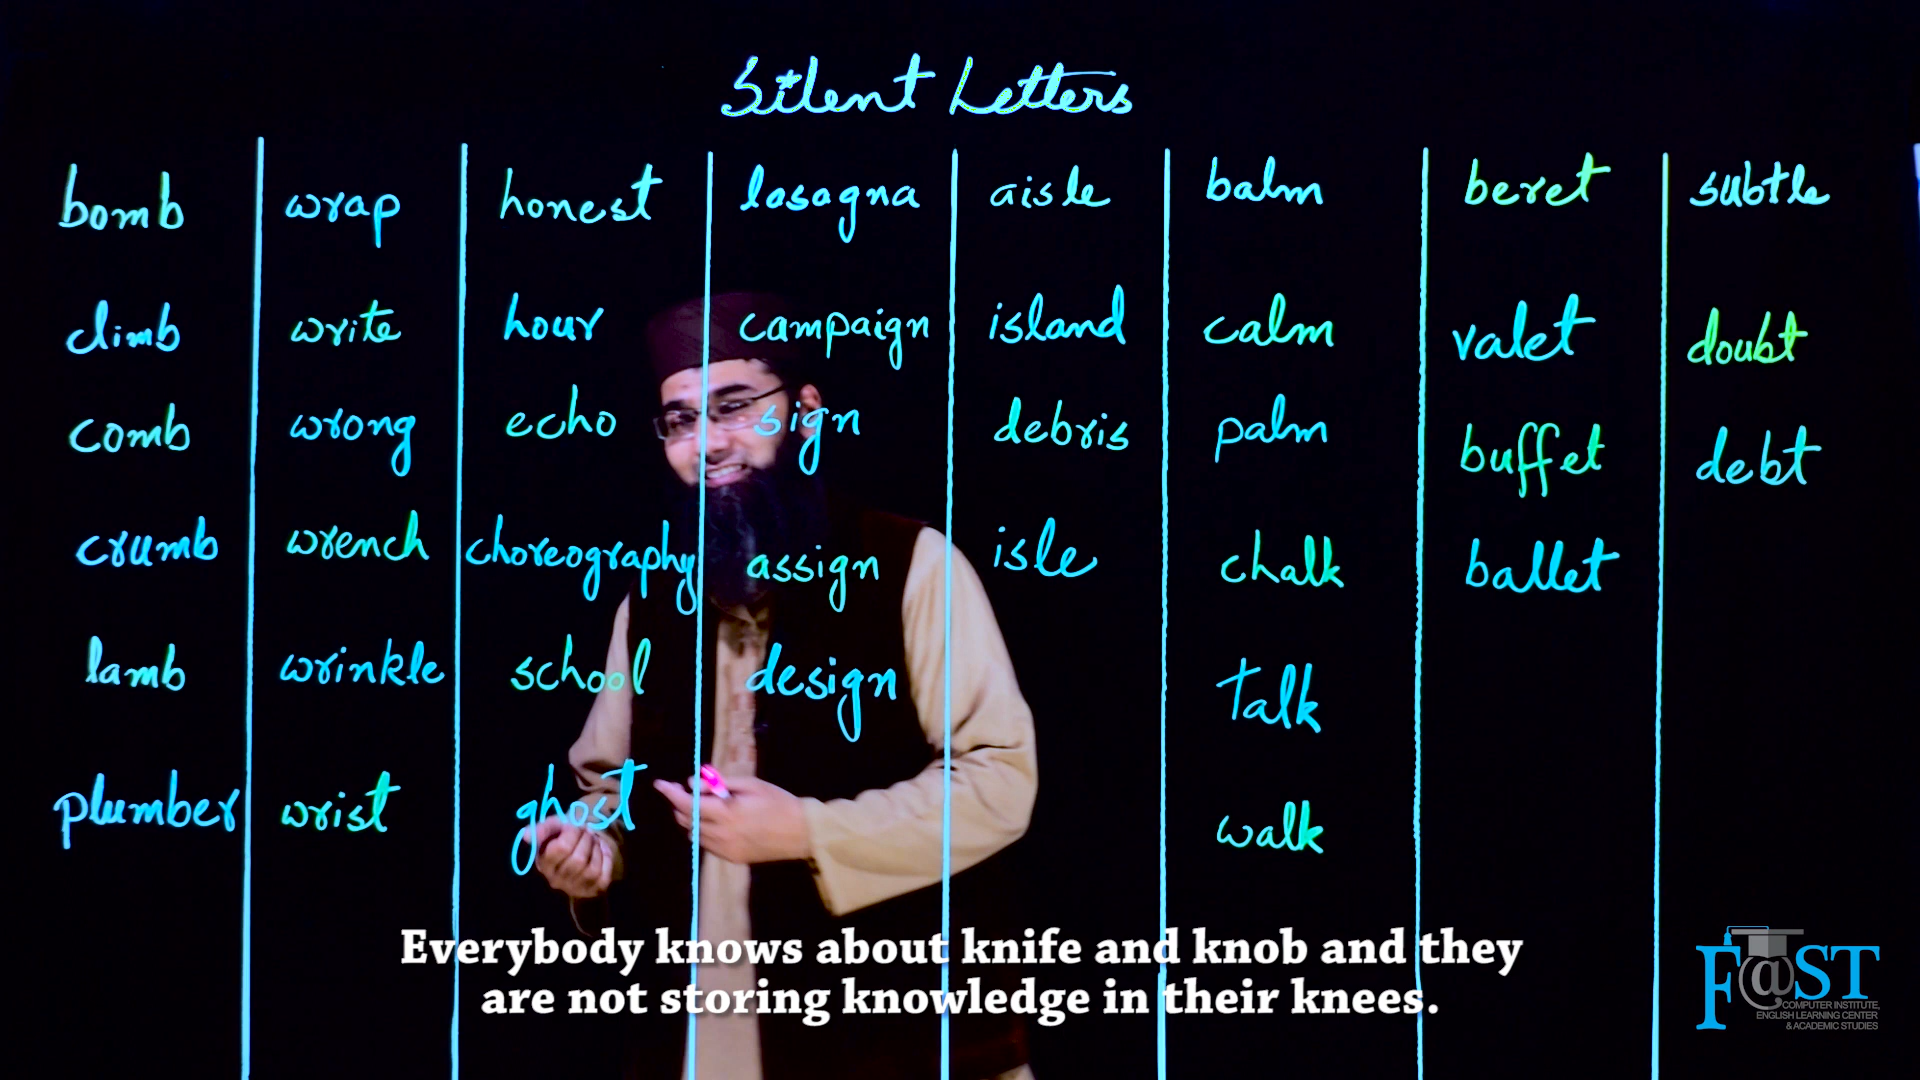 Silent Letters
bomb
climb
comb
crumb
lamb
plumber
wrap
write
wrong
wrench
wrinkle
wrist
honest
hour
echo
choreography
school
ghost
lasagna
campaign
sign
assign
design
aisle
island
debris
isle
balm
calm
palm
chalk
talk
walk
beret
valet
buffet
ballet
subtle
doubt
debt
Everybody knows about knife and knob and they
are not storing knowledge in their knees.
F@ST
COMPUTER INSTITUTE,
ENGLISH LEARNING CENTER
& ACADEMIC STUDIES